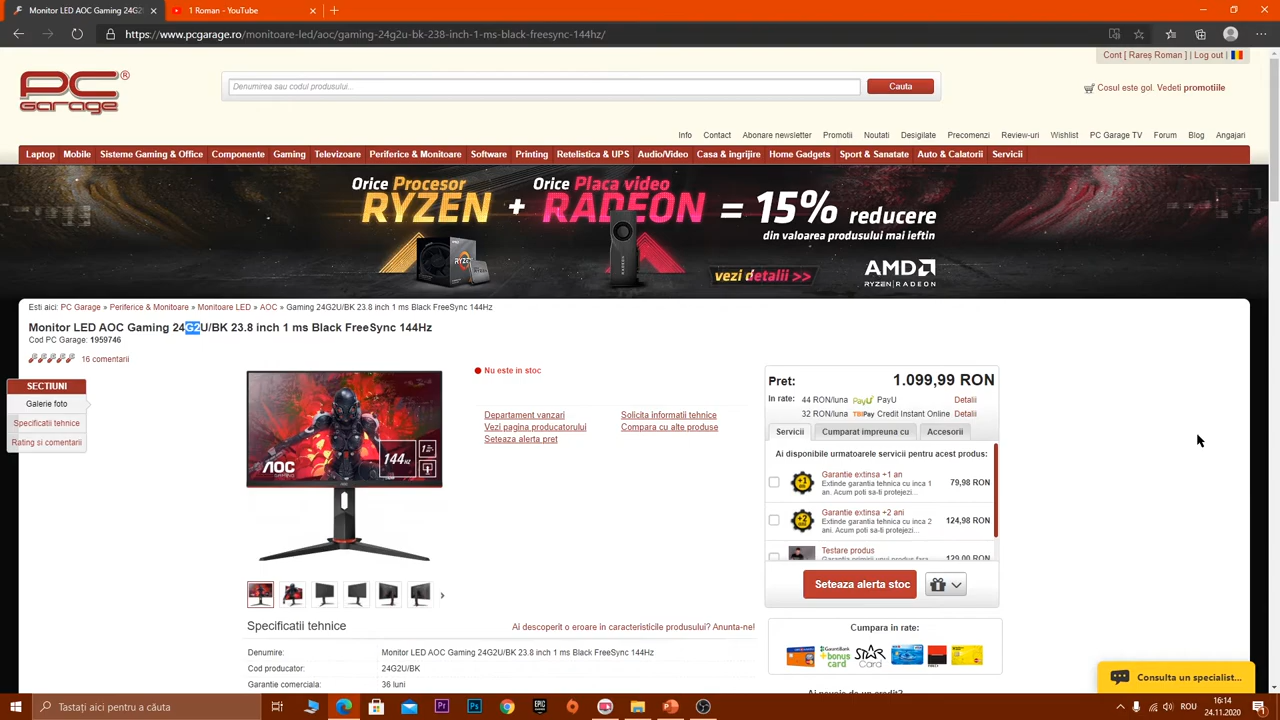 Monitor LED AOC Gaming 24G2U
1 Roman - YouTube
https://www.pcgarage.ro/monitoare-led/aoc/gaming-24g2u-bk-238-inch-1-ms-black-freesync-144hz/
Cont [ Rareș Roman ] | Log out |
PC garage ®
Denumirea sau codul produsului...
Cauta
Cosul este gol. Vedeti promotiile
Info Contact Abonare newsletter Promotii Noutati Desigilate Precomenzi Review-uri Wishlist PC Garage TV Forum Blog Angajari
Laptop Mobile Sisteme Gaming & Office Componente Gaming Televizoare Periferice & Monitoare Software Printing Retelistica & UPS Audio/Video Casa & ingrijire Home Gadgets Sport & Sanatate Auto & Calatorii Servicii
Orice Procesor RYZEN + Orice Placa video RADEON = 15% reducere
din valoarea produsului mai ieftin
vezi detalii >>
AMD
RYZEN | RADEON
Esti aici: PC Garage » Periferice & Monitoare » Monitoare LED » AOC » Gaming 24G2U/BK 23.8 inch 1 ms Black FreeSync 144Hz
Monitor LED AOC Gaming 24G2U/BK 23.8 inch 1 ms Black FreeSync 144Hz
Cod PC Garage: 1959746
16 comentarii
SECTIUNI
Galerie foto
Specificatii tehnice
Rating si comentarii
AOC
GAMING
144Hz
1ms
Nu este in stoc
Departament vanzari
Solicita informatii tehnice
Vezi pagina producatorului
Compara cu alte produse
Seteaza alerta pret
Pret: 1.099,99 RON
In rate: 44 RON/luna PayU PayU Detalii
32 RON/luna TBIPay Credit Instant Online Detalii
Servicii Cumparat impreuna cu Accesorii
Ai disponibile urmatoarele servicii pentru acest produs:
+1 Garantie extinsa +1 an
Extinde garantia tehnica cu inca 1
an. Acum poti sa-ti protejezi...
79,98 RON
+2 Garantie extinsa +2 ani
Extinde garantia tehnica cu inca 2
ani. Acum poti sa-ti protejezi...
124,98 RON
Testare produs
129,00 RON
Seteaza alerta stoc
Cumpara in rate:
GarantiBank
+bonus card
STAR Card
Specificatii tehnice
Ai descoperit o eroare in caracteristicile produsului? Anunta-ne!
Denumire: Monitor LED AOC Gaming 24G2U/BK 23.8 inch 1 ms Black FreeSync 144Hz
Cod producator: 24G2U/BK
Garantie comerciala: 36 luni
Ai nevoie de un credit?
Consulta un specialist...
Tastați aici pentru a căuta
Pr
Ps
EPIC
ROU
16:14
24.11.2020